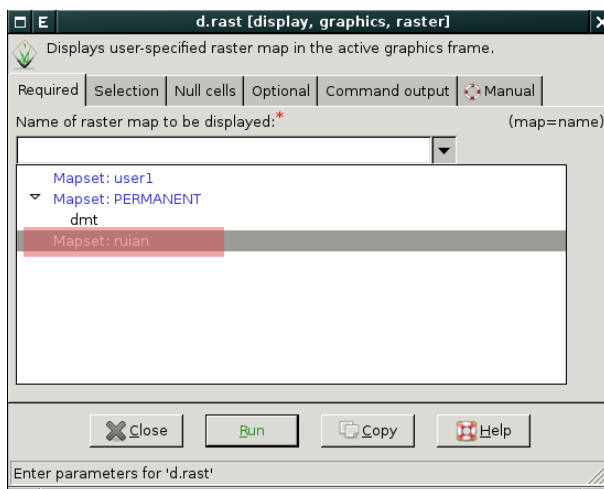 E d.rast [display, graphics, raster] X
Displays user-specified raster map in the active graphics frame.
Required Selection Null cells Optional Command output Manual
Name of raster map to be displayed:* (map=name)
Mapset: user1
Mapset: PERMANENT
dmt
Mapset: ruian
Close Run Copy Help
Enter parameters for 'd.rast'